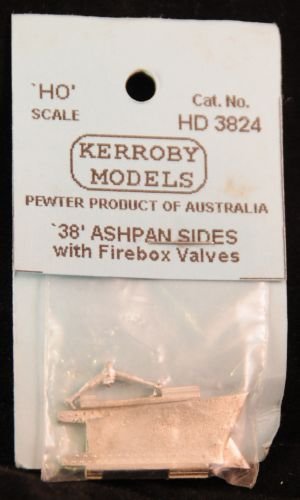 'HO'
SCALE
Cat. No.
HD 3824
KERROBY
MODELS
PEWTER PRODUCT OF AUSTRALIA
'38' ASHPAN SIDES
with Firebox Valves